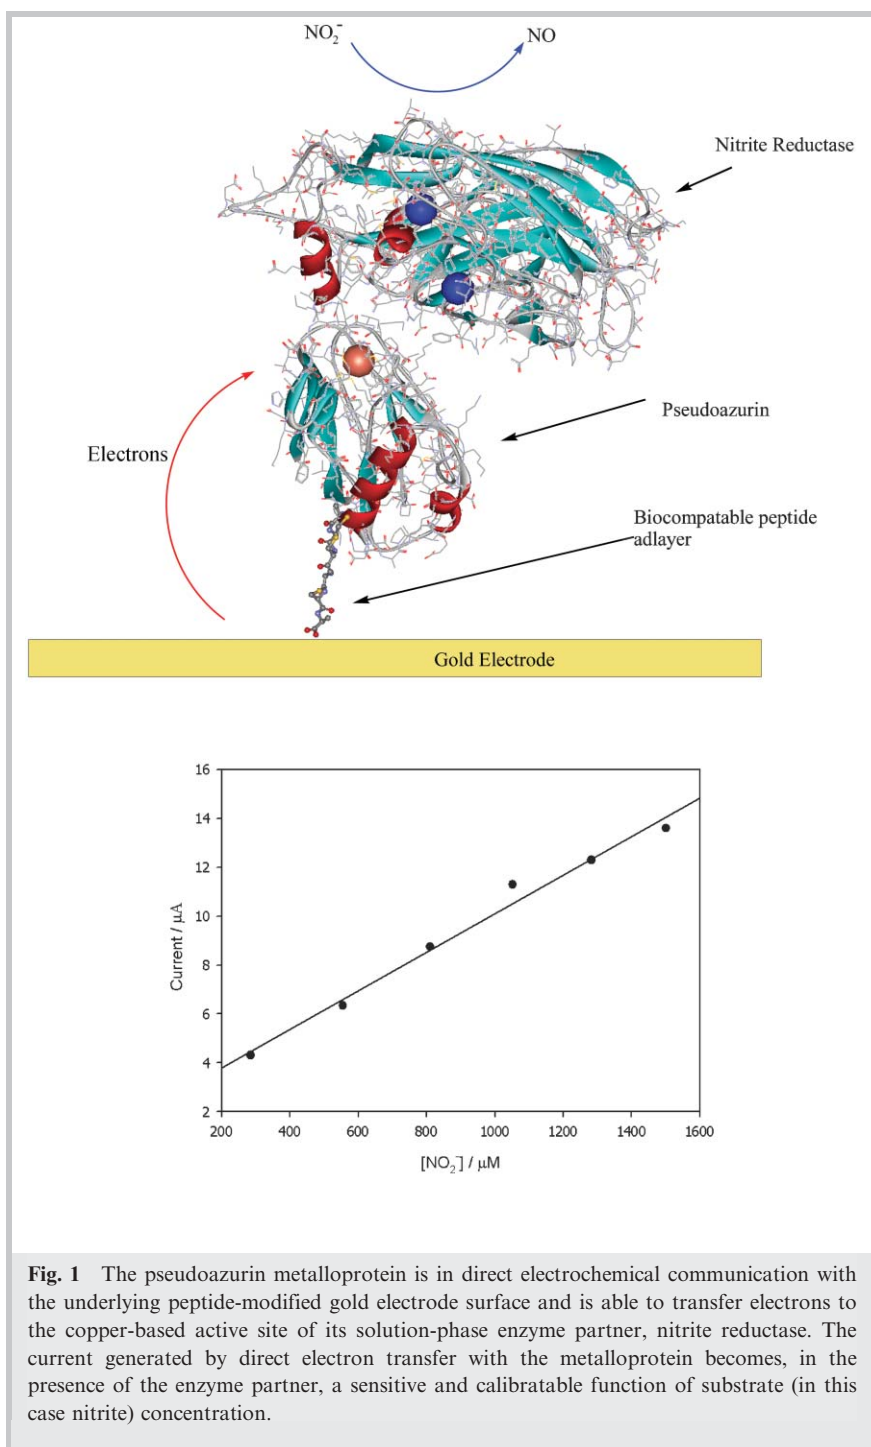 NO₂⁻ NO
Nitrite Reductase
Pseudoazurin
Electrons
Biocompatable peptide
adlayer
Gold Electrode
16
14
12
10
8
6
4
2
Current / μA
200 400 600 800 1000 1200 1400 1600
[NO₂⁻] / μM
Fig. 1 The pseudoazurin metalloprotein is in direct electrochemical communication with
the underlying peptide-modified gold electrode surface and is able to transfer electrons to
the copper-based active site of its solution-phase enzyme partner, nitrite reductase. The
current generated by direct electron transfer with the metalloprotein becomes, in the
presence of the enzyme partner, a sensitive and calibratable function of substrate (in this
case nitrite) concentration.